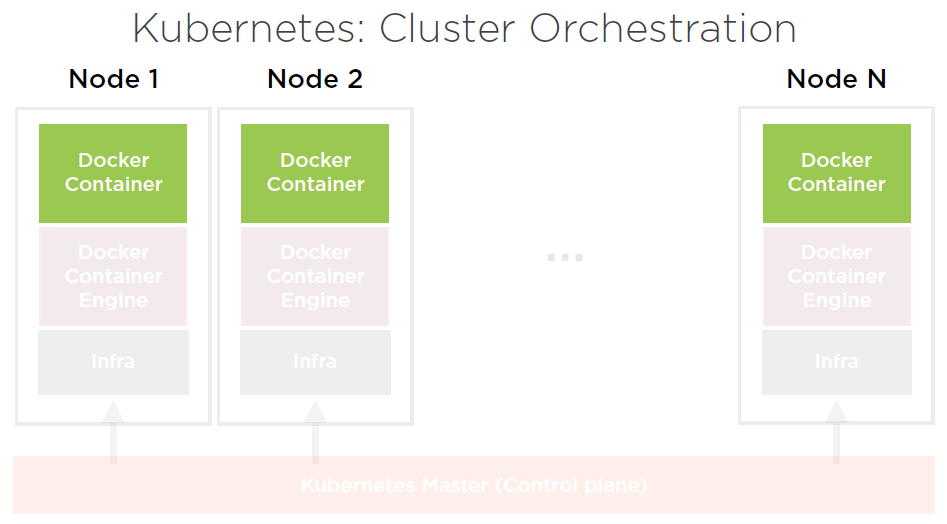 Kubernetes: Cluster Orchestration
Node 1
Node 2
Node N
Docker
Container
Docker
Container
Docker
Container
Docker
Container
Engine
Docker
Container
Engine
...
Docker
Container
Engine
Infra
Infra
Infra
Kubernetes Master (Control plane)